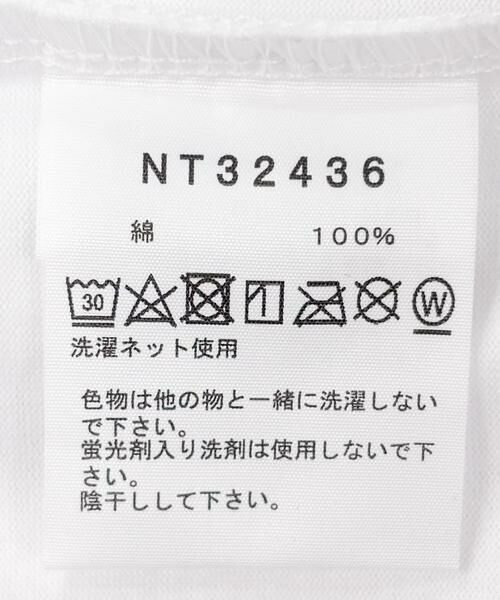 NT32436
綿 100%
30 W
洗濯ネット使用
色物は他の物と一緒に洗濯しない
で下さい。
蛍光剤入り洗剤は使用しないで下
さい。
陰干しして下さい。